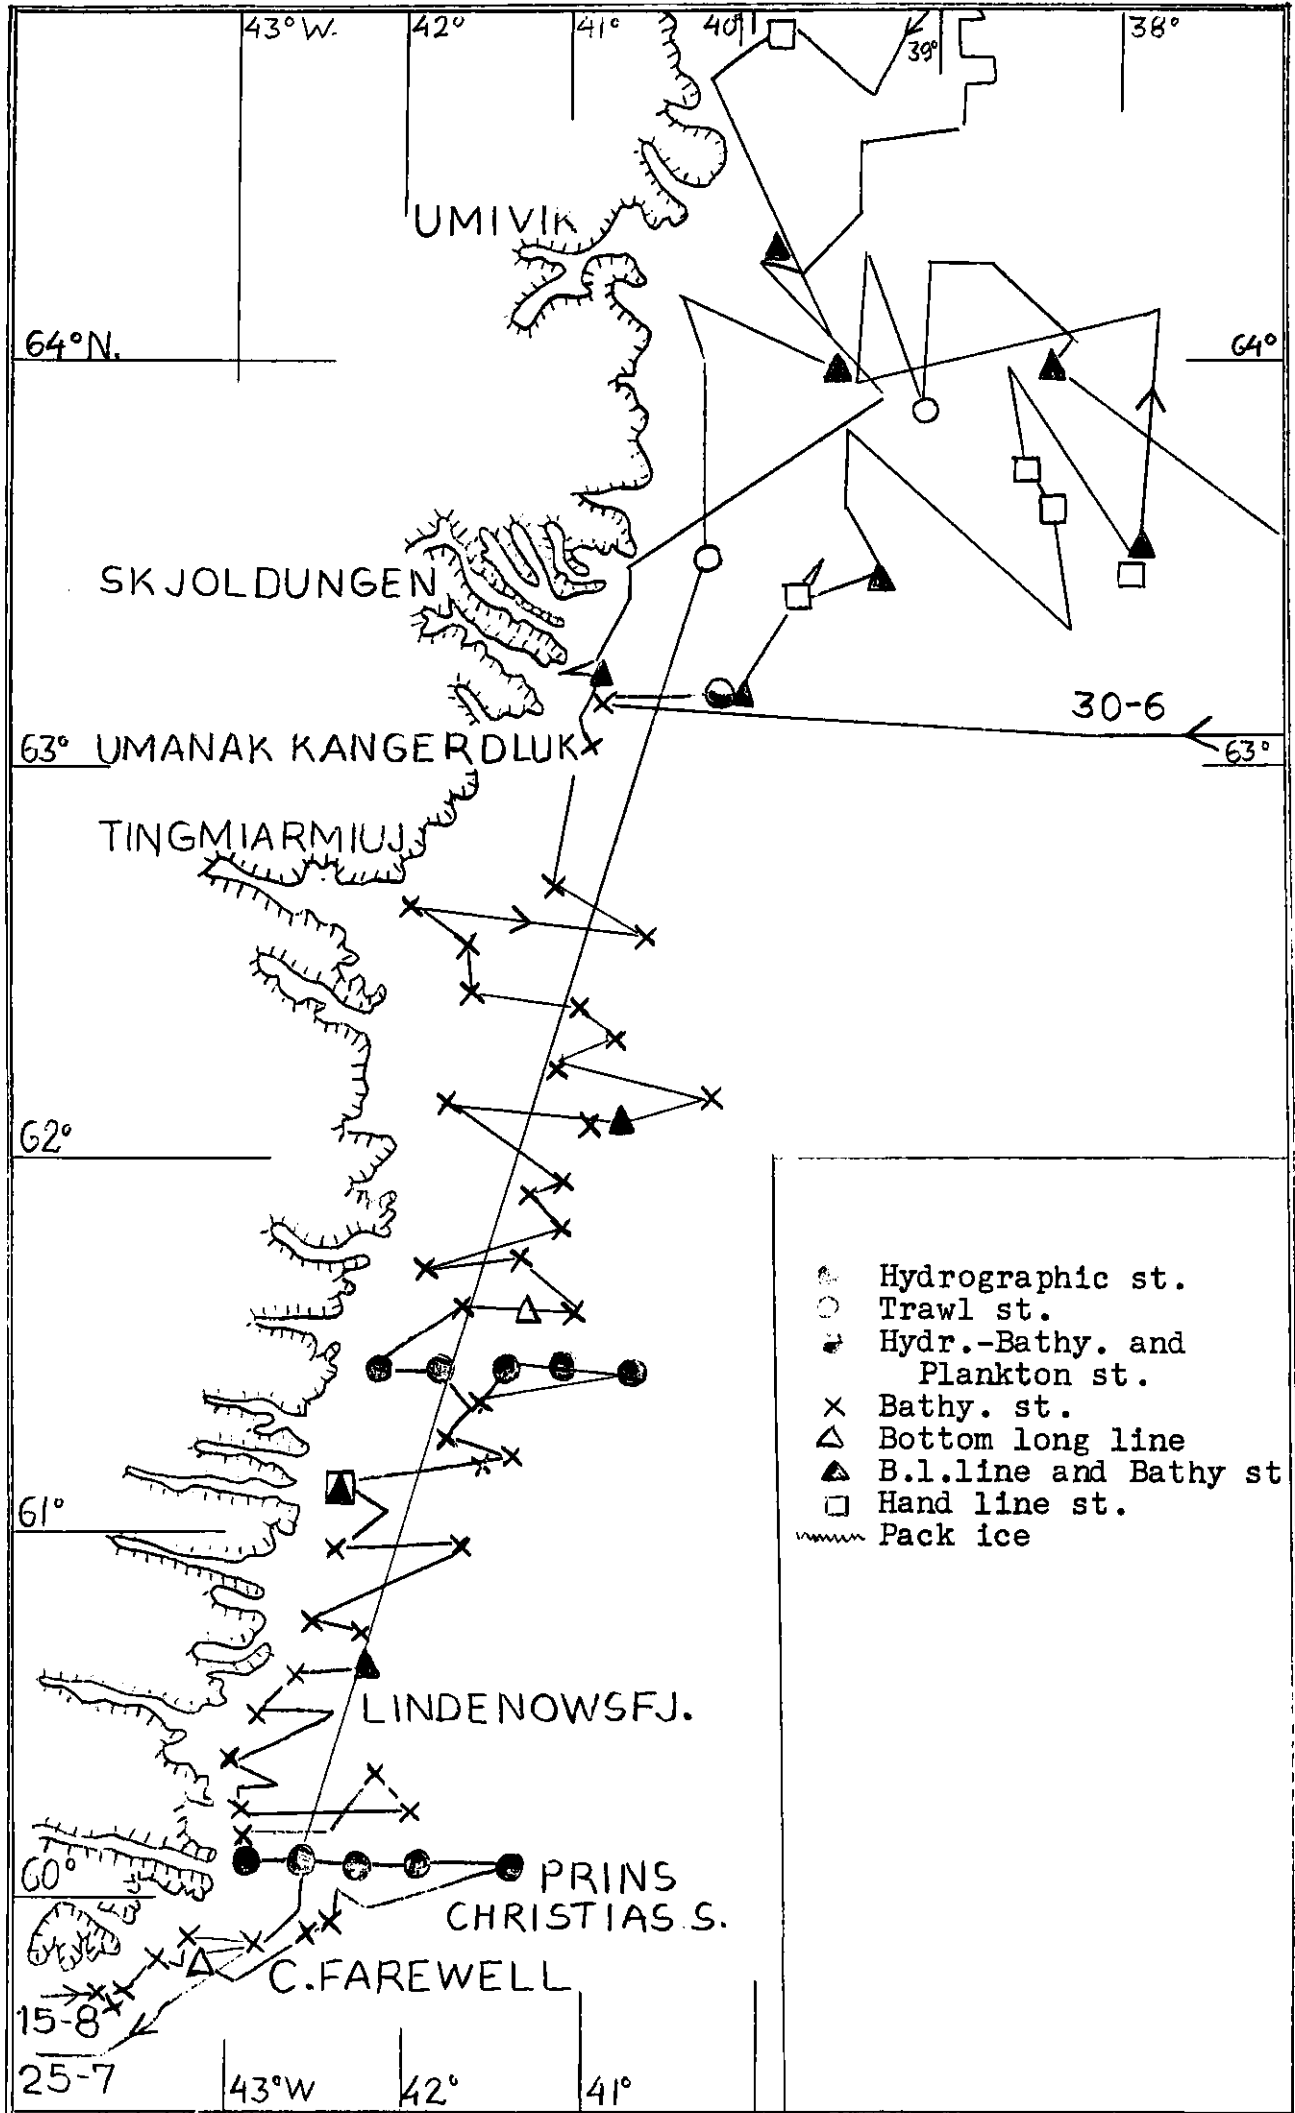 43°W. 42° 41° 40° 39° 38°
UMIVIK
64°N. 64°
SKJOLDUNGEN
30-6
63° UMANAK KANGERDLUK 63°
TINGMIARMIUJ.
62°
Hydrographic st.
Trawl st.
Hydr.-Bathy. and
Plankton st.
Bathy. st.
Bottom long line
B.l.line and Bathy st
Hand line st.
Pack ice
61°
LINDENOWSFJ.
60°
PRINS
CHRISTIAS.S.
C.FAREWELL
15-8
25-7
43°W 42° 41°